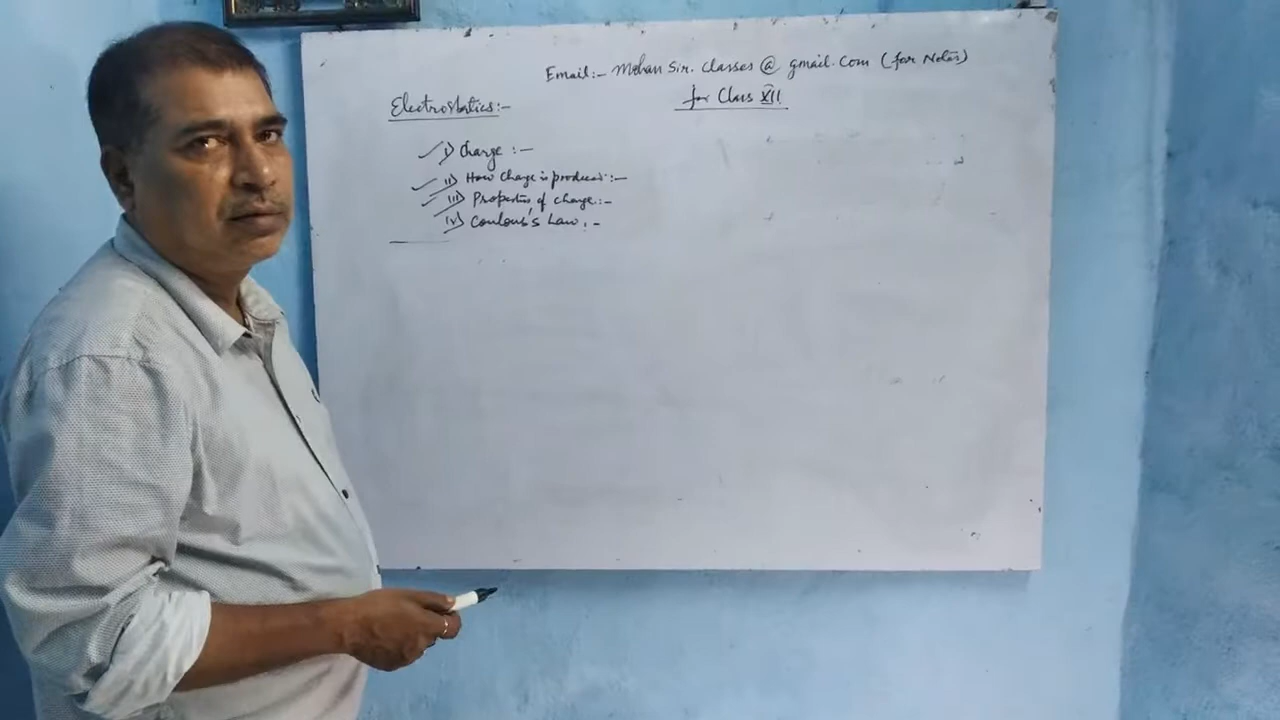 Email:- Mohan Sir. Classes @ gmail.com (for Notes)
for Class XII
Electrostatics:-
i) Charge :-
ii) How Charge is produced :-
iii) Properties of charge:-
iv) Coulomb's Law :-